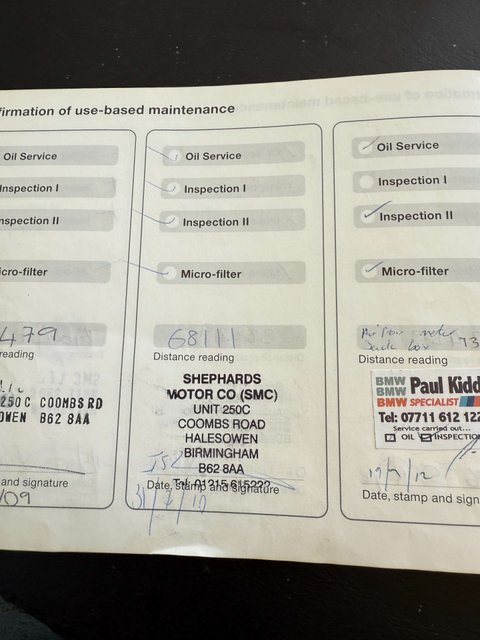 firmation of use-based maintenance
Oil Service
Inspection I
nspection II
icro-filter
479
reading
250 C COOMBS RD
OWEN B62 8AA
and signature
/09
Oil Service
Inspection I
Inspection II
Micro-filter
68111
Distance reading
SHEPHARDS
MOTOR CO (SMC)
UNIT 250C
COOMBS ROAD
HALESOWEN
BIRMINGHAM
B62 8AA
Tel: 01215 615222
Date, stamp and signature
Oil Service
Inspection I
Inspection II
Micro-filter
173
Distance reading
BMW
BMW Paul Kidd
BMW SPECIALIST
Tel: 07711 612 122
Service carried out...
OIL INSPECTION
Date, stamp and sign